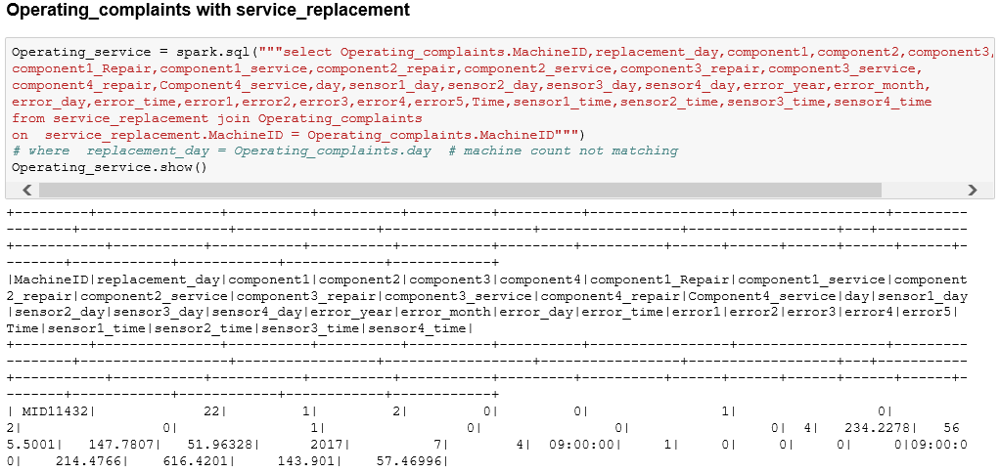 Operating_complaints with service_replacement
Operating_service = spark.sql("""select Operating_complaints.MachineID,replacement_day,component1,component2,component3,
component1_Repair,component1_service,component2_repair,component2_service,component3_repair,component3_service,
component4_repair,Component4_service,day,sensor1_day,sensor2_day,sensor3_day,sensor4_day,error_year,error_month,
error_day,error_time,error1,error2,error3,error4,error5,Time,sensor1_time,sensor2_time,sensor3_time,sensor4_time
from service_replacement join Operating_complaints
on  service_replacement.MachineID = Operating_complaints.MachineID""")
# where  replacement_day = Operating_complaints.day  # machine count not matching
Operating_service.show()
+---------+---------------+----------+----------+----------+----------+-----------------+------------------+---------
--------+------------------+-----------------+------------------+-----------------+------------------+---+-----------
+-----------+-----------+-----------+----------+-----------+---------+----------+------+------+------+------+------+-
-------+------------+------------+------------+------------+
|MachineID|replacement_day|component1|component2|component3|component4|component1_Repair|component1_service|component
2_repair|component2_service|component3_repair|component3_service|component4_repair|Component4_service|day|sensor1_day
|sensor2_day|sensor3_day|sensor4_day|error_year|error_month|error_day|error_time|error1|error2|error3|error4|error5|
Time|sensor1_time|sensor2_time|sensor3_time|sensor4_time|
+---------+---------------+----------+----------+----------+----------+-----------------+------------------+---------
--------+------------------+-----------------+------------------+-----------------+------------------+---+-----------
+-----------+-----------+-----------+----------+-----------+---------+----------+------+------+------+------+------+-
-------+------------+------------+------------+------------+
| MID11432|             22|         1|         2|         0|         0|                1|                 0|
2|                 0|                1|                 0|                0|                 0|  4|   234.2278|   56
5.5001|   147.7807|   51.96328|      2017|          7|        4|  09:00:00|     1|     0|     0|     0|     0|09:00:0
0|    214.4766|    616.4201|     143.901|    57.46996|